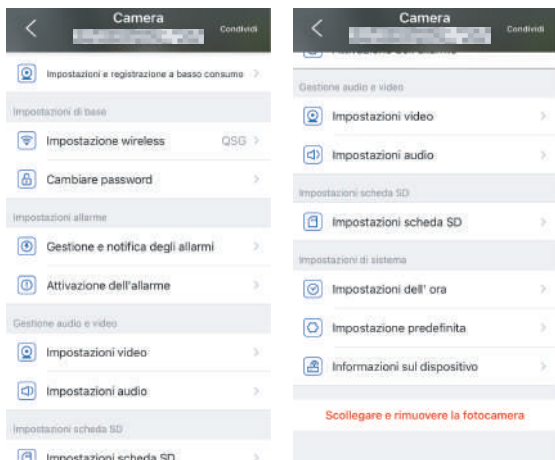 Camera
Condividi
Impostazioni e registrazione a basso consumo
Impostazioni di base
Impostazione wireless
QSG
Cambiare password
Impostazioni allarme
Gestione e notifica degli allarmi
Attivazione dell'allarme
Gestione audio e video
Impostazioni video
Impostazioni audio
Impostazioni scheda SD
Impostazioni scheda SD
Camera
Condividi
Attivazione dell'allarme
Gestione audio e video
Impostazioni video
Impostazioni audio
Impostazioni scheda SD
Impostazioni scheda SD
Impostazioni di sistema
Impostazioni dell' ora
Impostazione predefinita
Informazioni sul dispositivo
Scollegare e rimuovere la fotocamera